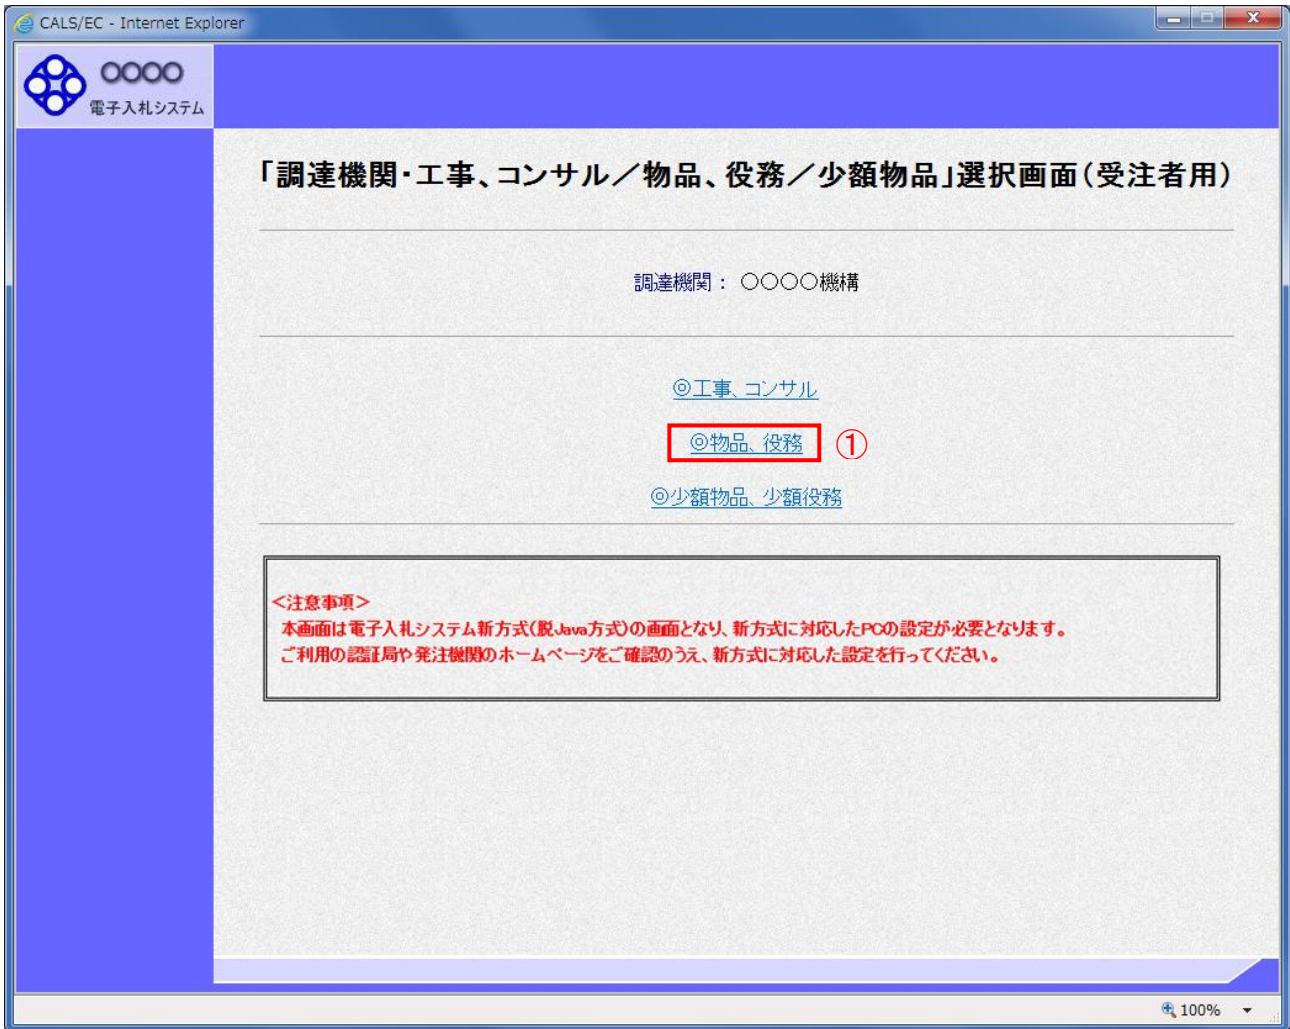 CALS/EC - Internet Explorer
○○○○
電子入札システム
「調達機関・工事、コンサル／物品、役務／少額物品」選択画面（受注者用）
調達機関： ○○○○機構
◎工事、コンサル
◎物品、役務 ①
◎少額物品、少額役務
＜注意事項＞
本画面は電子入札システム新方式(脱Java方式)の画面となり、新方式に対応したPCの設定が必要となります。
ご利用の認証局や発注機関のホームページをご確認のうえ、新方式に対応した設定を行ってください。
100%